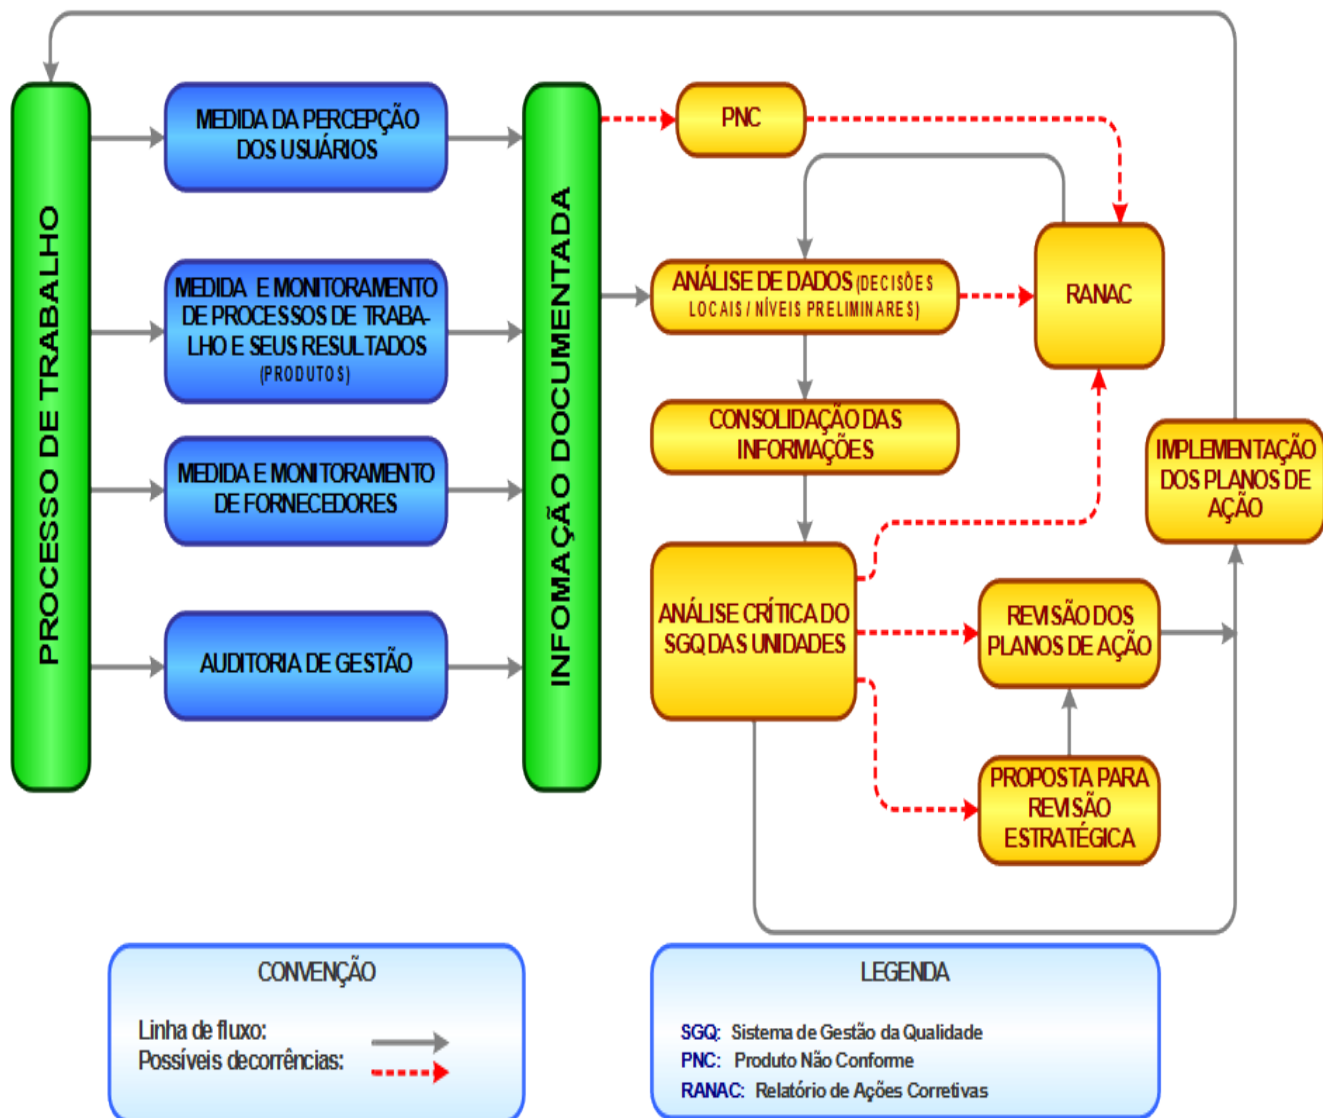 PROCESSO DE TRABALHO
MEDIDA DA PERCEPÇÃO
DOS USUÁRIOS
MEDIDA E MONITORAMENTO
DE PROCESSOS DE TRABA-
LHO E SEUS RESULTADOS
(PRODUTOS)
MEDIDA E MONITORAMENTO
DE FORNECEDORES
AUDITORIA DE GESTÃO
INFOMAÇÃO DOCUMENTADA
PNC
ANÁLISE DE DADOS (DECISÕES
LOCAIS / NÍVEIS PRELIMINARES)
RANAC
CONSOLIDAÇÃO DAS
INFORMAÇÕES
ANÁLISE CRÍTICA DO
SGQ DAS UNIDADES
REVISÃO DOS
PLANOS DE AÇÃO
PROPOSTA PARA
REVISÃO
ESTRATÉGICA
IMPLEMENTAÇÃO
DOS PLANOS DE
AÇÃO
CONVENÇÃO
Linha de fluxo:
Possíveis decorrências:
LEGENDA
SGQ: Sistema de Gestão da Qualidade
PNC: Produto Não Conforme
RANAC: Relatório de Ações Corretivas